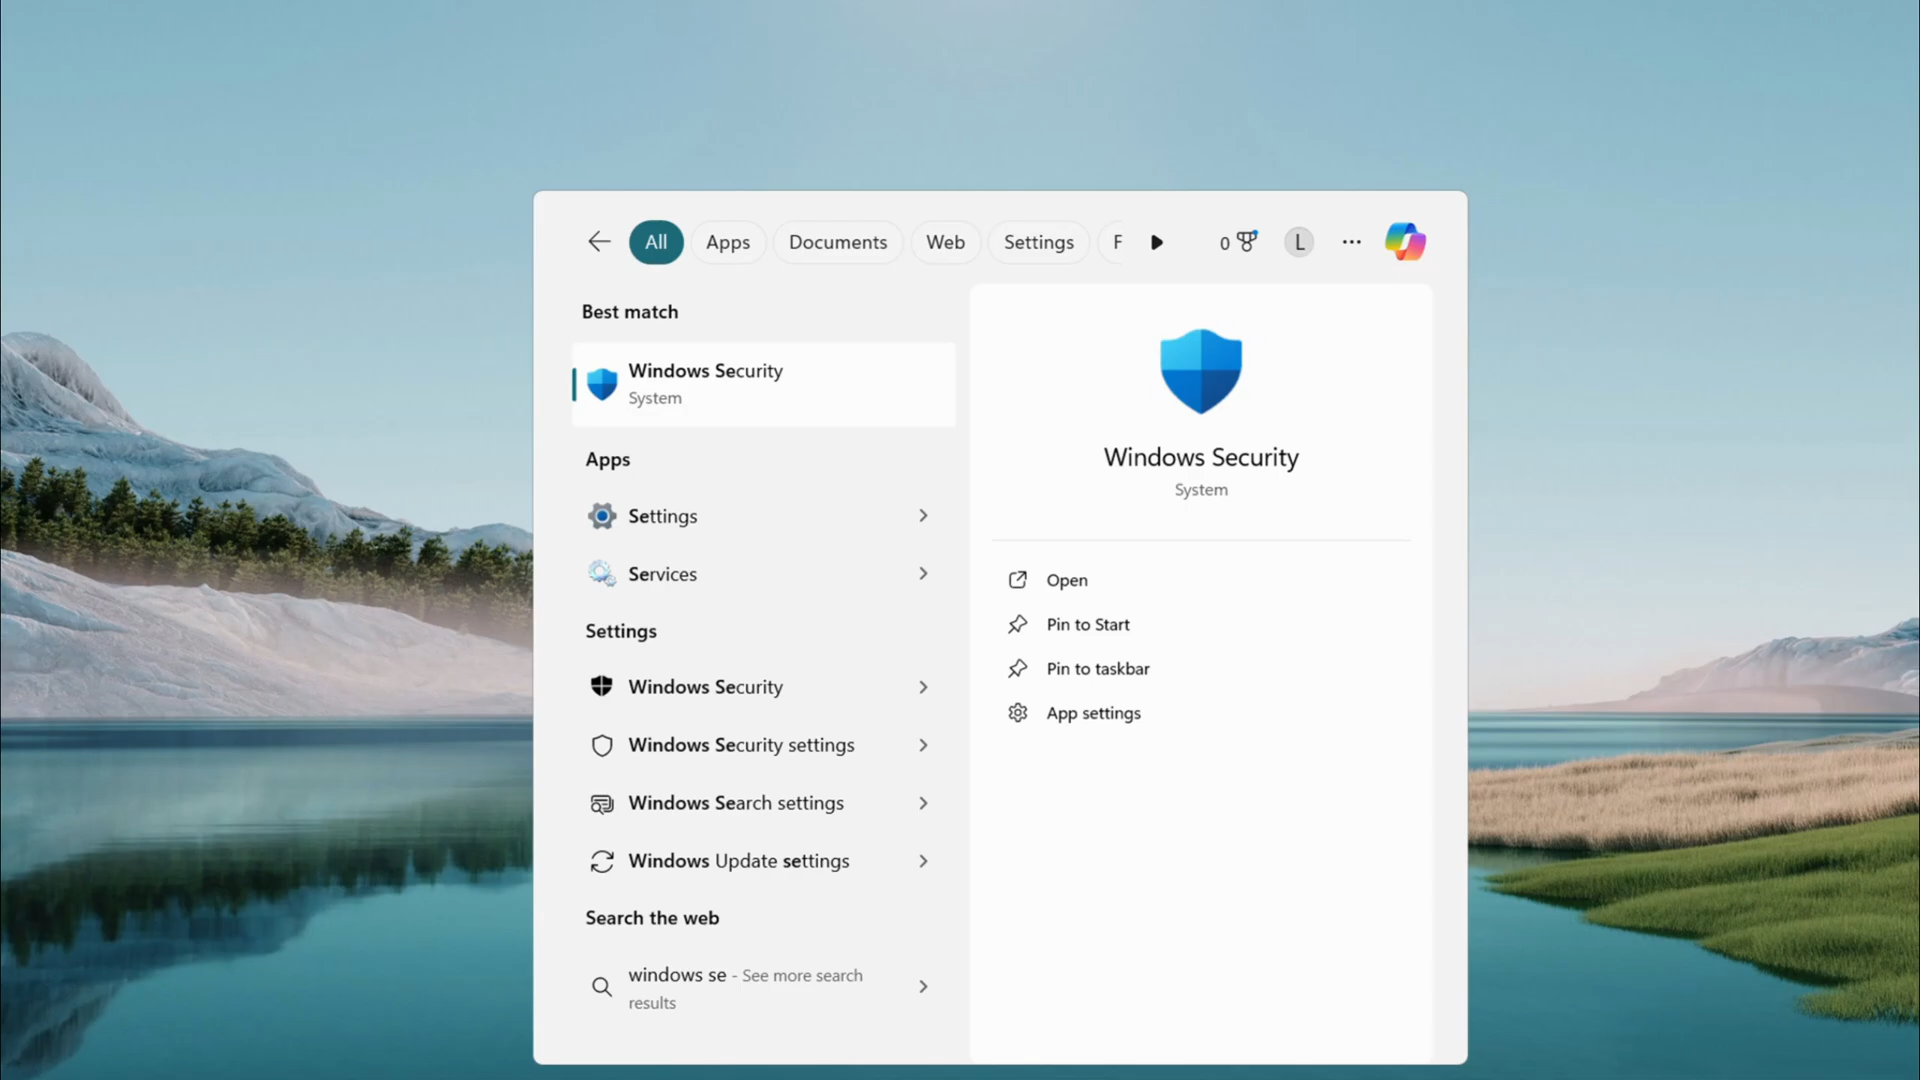 All Apps Documents Web Settings F 0 L
Best match
Windows Security
System
Apps
Settings
Services
Settings
Windows Security
Windows Security settings
Windows Search settings
Windows Update settings
Search the web
windows se - See more search
results
Windows Security
System
Open
Pin to Start
Pin to taskbar
App settings